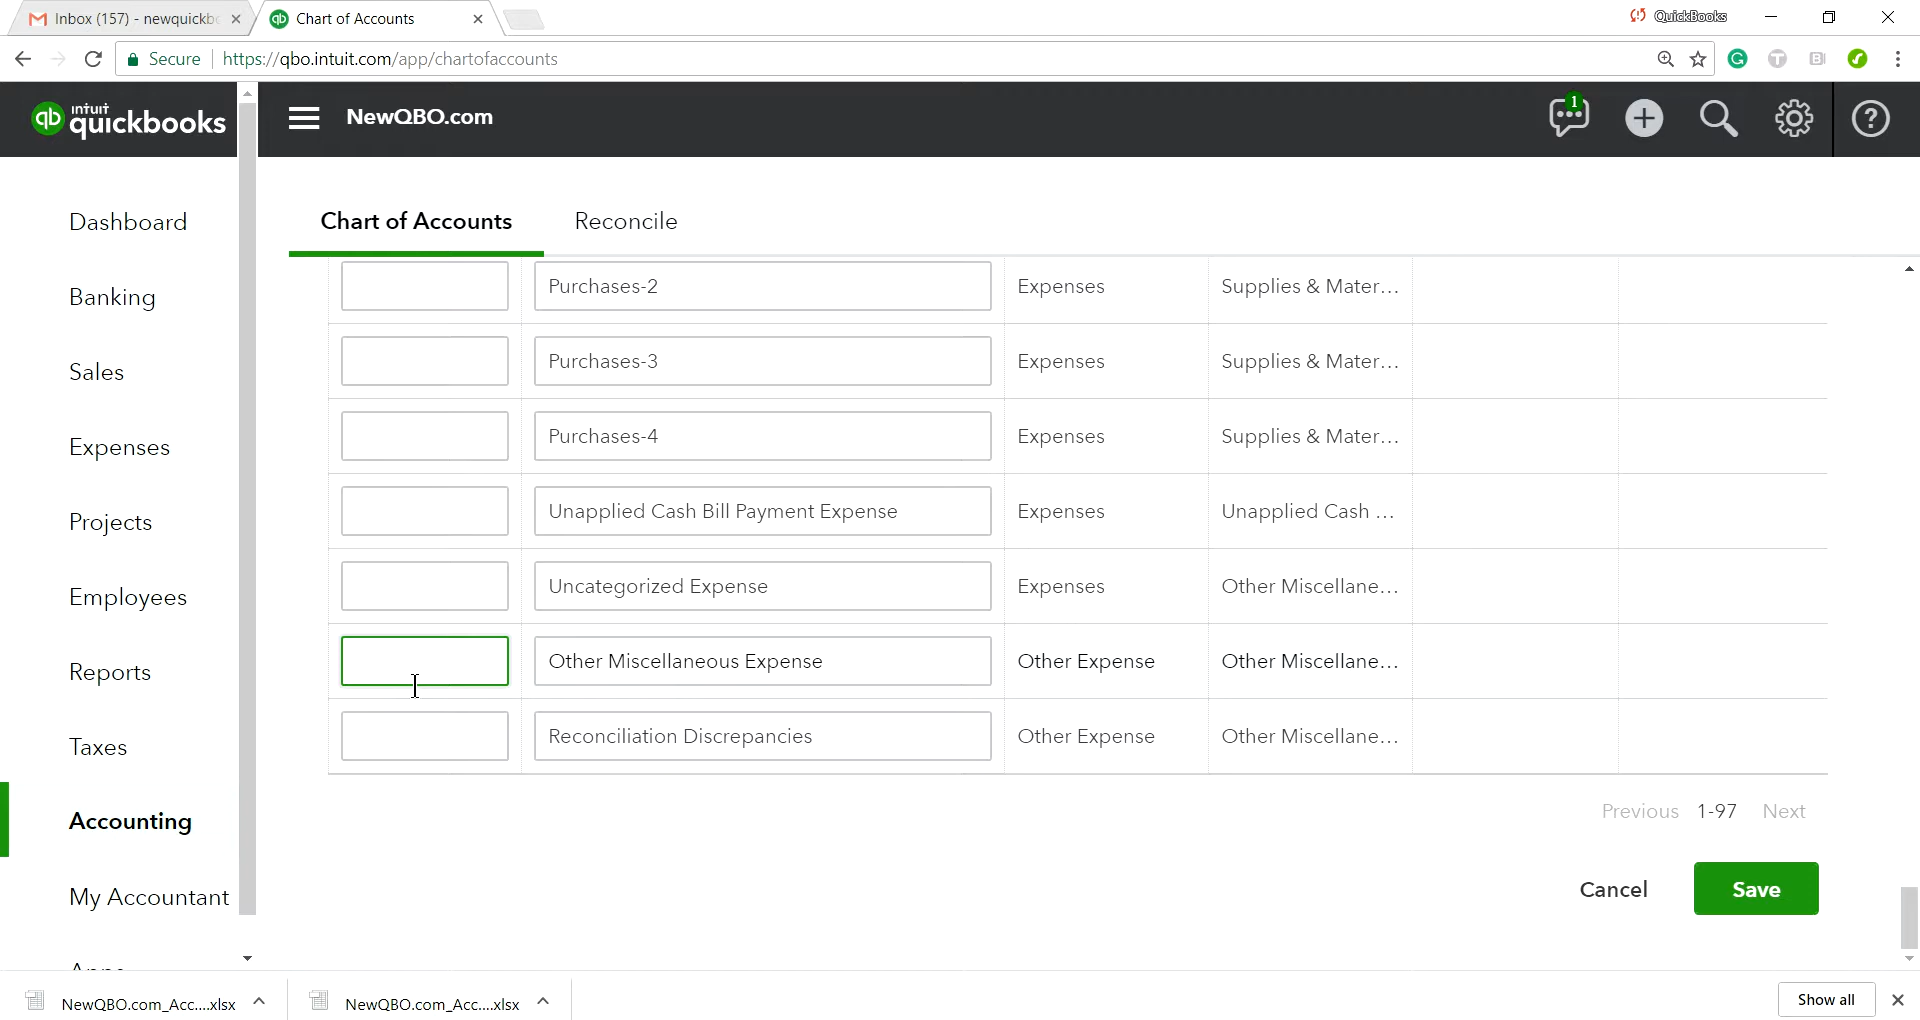 Inbox (157) - newquickbo
Chart of Accounts
QuickBooks
Secure
https://qbo.intuit.com/app/chartofaccounts
intuit
qb quickbooks
NewQBO.com
1
Dashboard
Banking
Sales
Expenses
Projects
Employees
Reports
Taxes
Accounting
My Accountant
Chart of Accounts
Reconcile
Purchases-2 Expenses Supplies & Mater...
Purchases-3 Expenses Supplies & Mater...
Purchases-4 Expenses Supplies & Mater...
Unapplied Cash Bill Payment Expense Expenses Unapplied Cash ...
Uncategorized Expense Expenses Other Miscellane...
Other Miscellaneous Expense Other Expense Other Miscellane...
Reconciliation Discrepancies Other Expense Other Miscellane...
Previous 1-97 Next
Cancel
Save
NewQBO.com_Acc....xlsx
NewQBO.com_Acc....xlsx
Show all